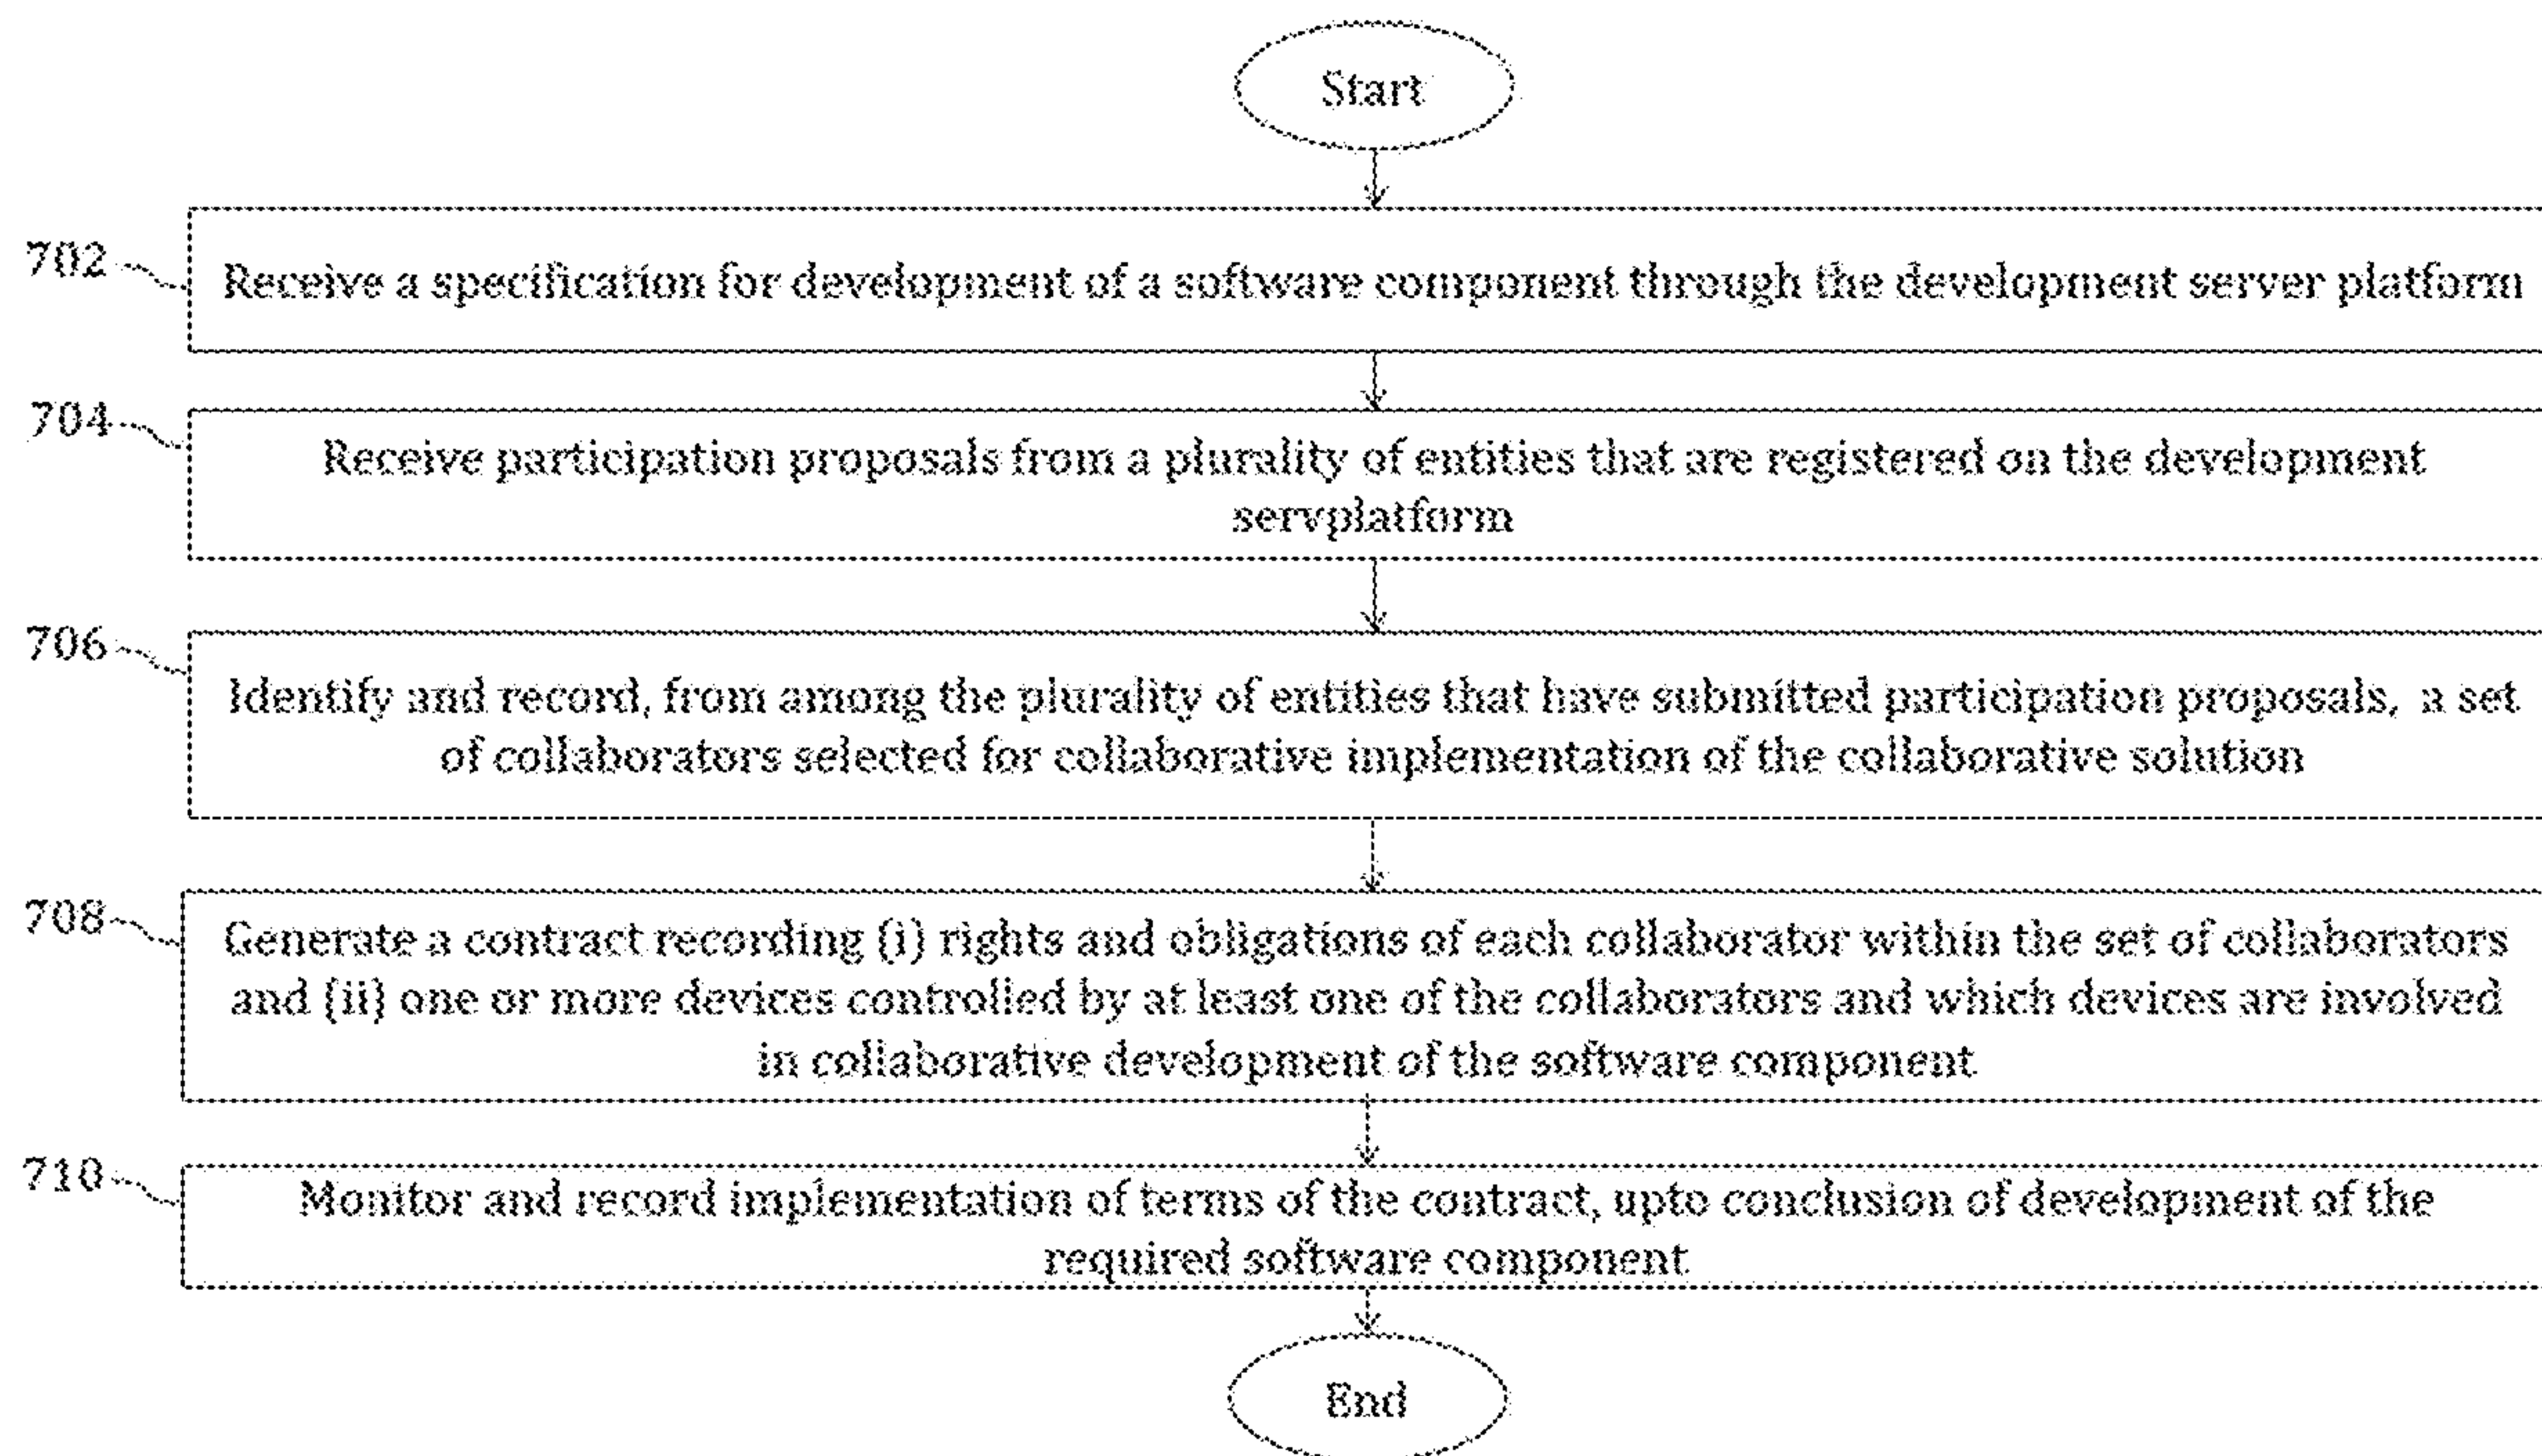 Start
702
Receive a specification for development of a software component through the development server platform
704
Receive participation proposals from a plurality of entities that are registered on the development
servplatform
706
Identify and record, from among the plurality of entities that have submitted participation proposals, a set
of collaborators selected for collaborative implementation of the collaborative solution
708
Generate a contract recording (i) rights and obligations of each collaborator within the set of collaborators
and (ii) one or more devices controlled by at least one of the collaborators and which devices are involved
in collaborative development of the software component
710
Monitor and record implementation of terms of the contract, upto conclusion of development of the
required software component
End